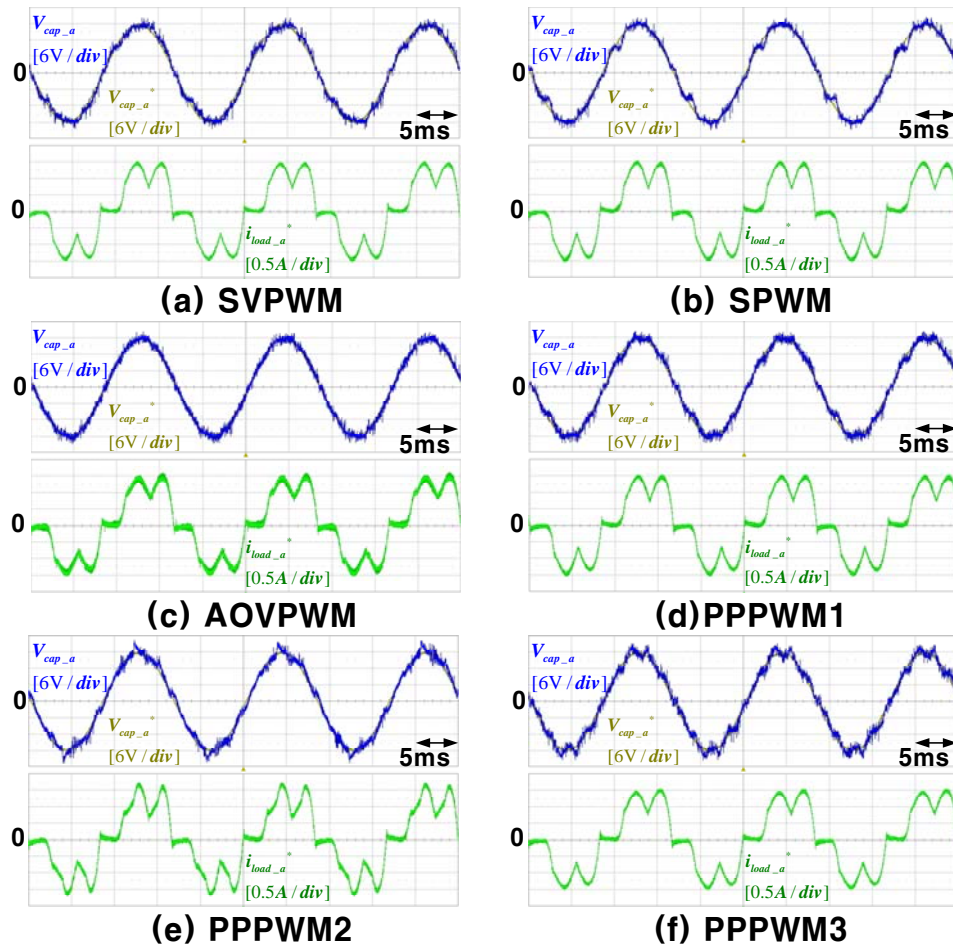 V_cap_a
[6V/div]
0
V_cap_a*
[6V/div]
5ms
0
i_load_a*
[0.5A/div]
(a) SVPWM
V_cap_a
[6V/div]
0
V_cap_a*
[6V/div]
5ms
0
i_load_a*
[0.5A/div]
(b) SPWM
V_cap_a
[6V/div]
0
V_cap_a*
[6V/div]
5ms
0
i_load_a*
[0.5A/div]
(c) AOVPWM
V_cap_a
[6V/div]
0
V_cap_a*
[6V/div]
5ms
0
i_load_a*
[0.5A/div]
(d)PPPWM1
V_cap_a
[6V/div]
0
V_cap_a*
[6V/div]
5ms
0
i_load_a*
[0.5A/div]
(e) PPPWM2
V_cap_a
[6V/div]
0
V_cap_a*
[6V/div]
5ms
0
i_load_a*
[0.5A/div]
(f) PPPWM3